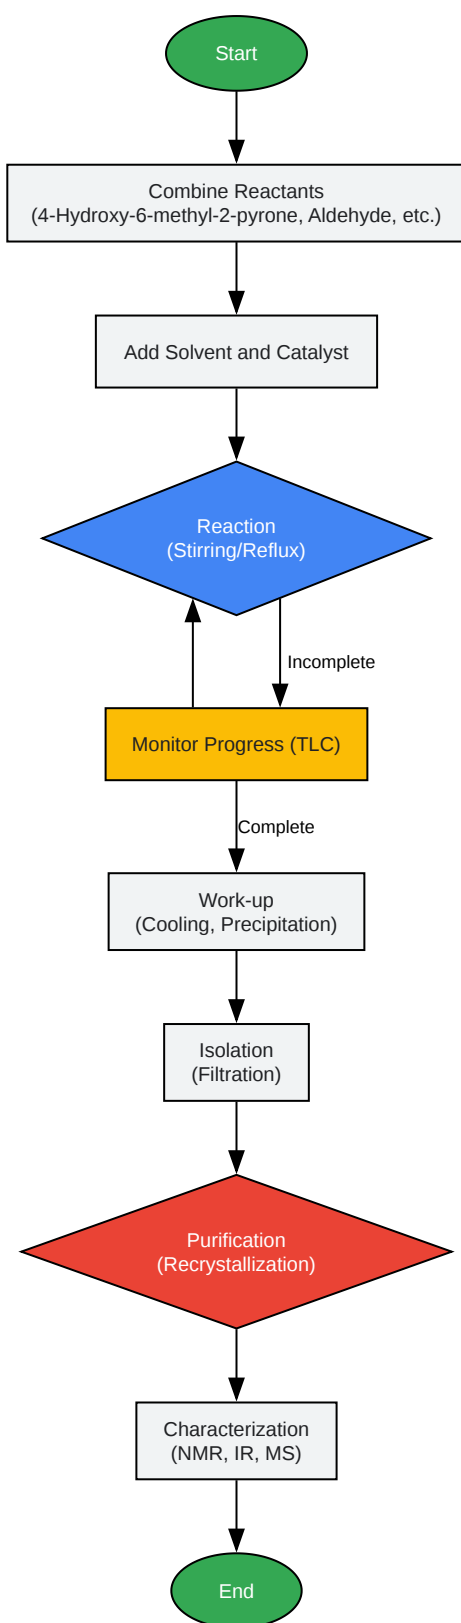 Start
Combine Reactants
(4-Hydroxy-6-methyl-2-pyrone, Aldehyde, etc.)
Add Solvent and Catalyst
Reaction
(Stirring/Reflux)
Incomplete
Monitor Progress (TLC)
Complete
Work-up
(Cooling, Precipitation)
Isolation
(Filtration)
Purification
(Recrystallization)
Characterization
(NMR, IR, MS)
End